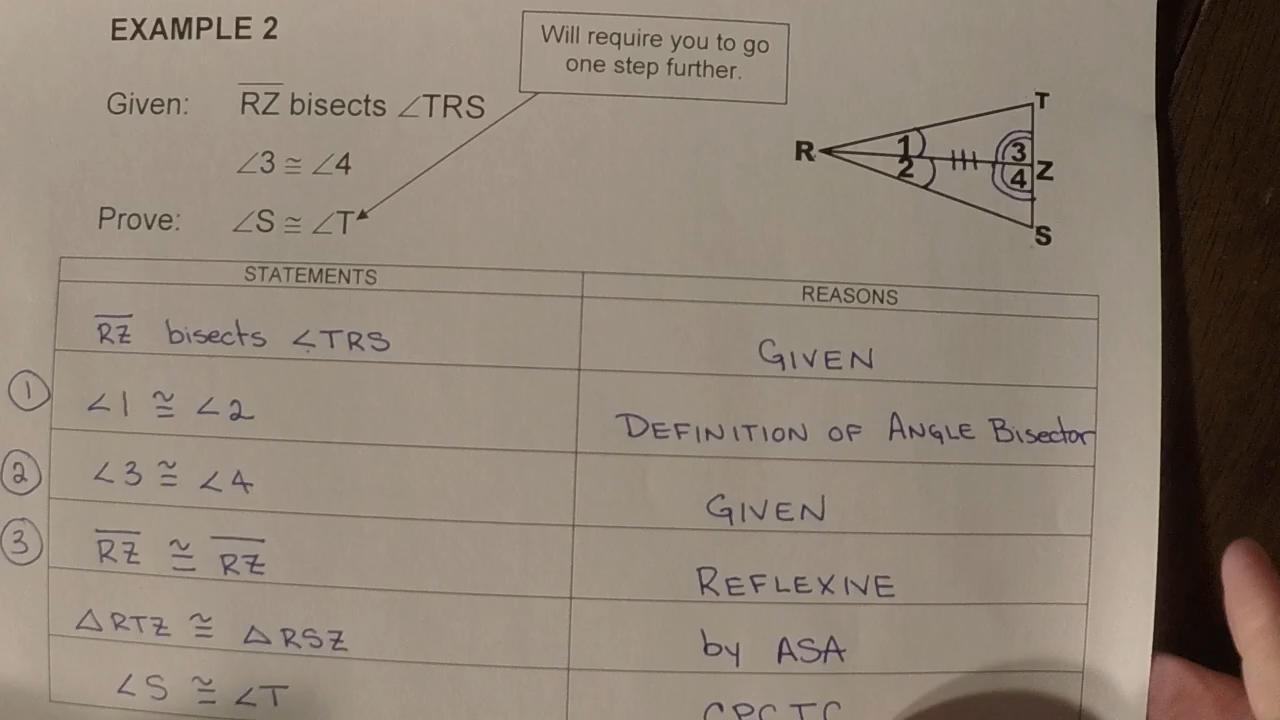 EXAMPLE 2
Will require you to go
one step further.
Given: RZ bisects ∠TRS
∠3 ≅ ∠4
Prove: ∠S ≅ ∠T
R
1
2
3
4
T
Z
S
STATEMENTS REASONS
RZ bisects ∠TRS GIVEN
① ∠1 ≅ ∠2 DEFINITION OF ANGLE Bisector
② ∠3 ≅ ∠4 GIVEN
③ RZ ≅ RZ REFLEXIVE
△RTZ ≅ △RSZ by ASA
∠S ≅ ∠T CPCTC